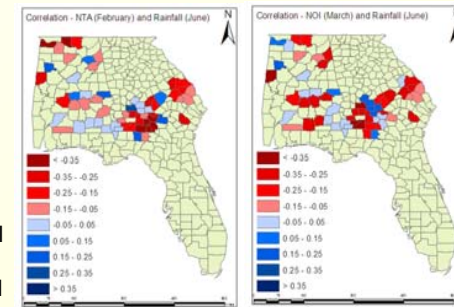 Correlation - NTA (February) and Rainfall (June)
N
< -0.35
-0.35 - -0.25
-0.25 - -0.15
-0.15 - -0.05
-0.05 - 0.05
0.05 - 0.15
0.15 - 0.25
0.25 - 0.35
> 0.35
Correlation - NOI (March) and Rainfall (June)
N
< -0.35
-0.35 - -0.25
-0.25 - -0.15
-0.15 - -0.05
-0.05 - 0.05
0.05 - 0.15
0.15 - 0.25
0.25 - 0.35
> 0.35